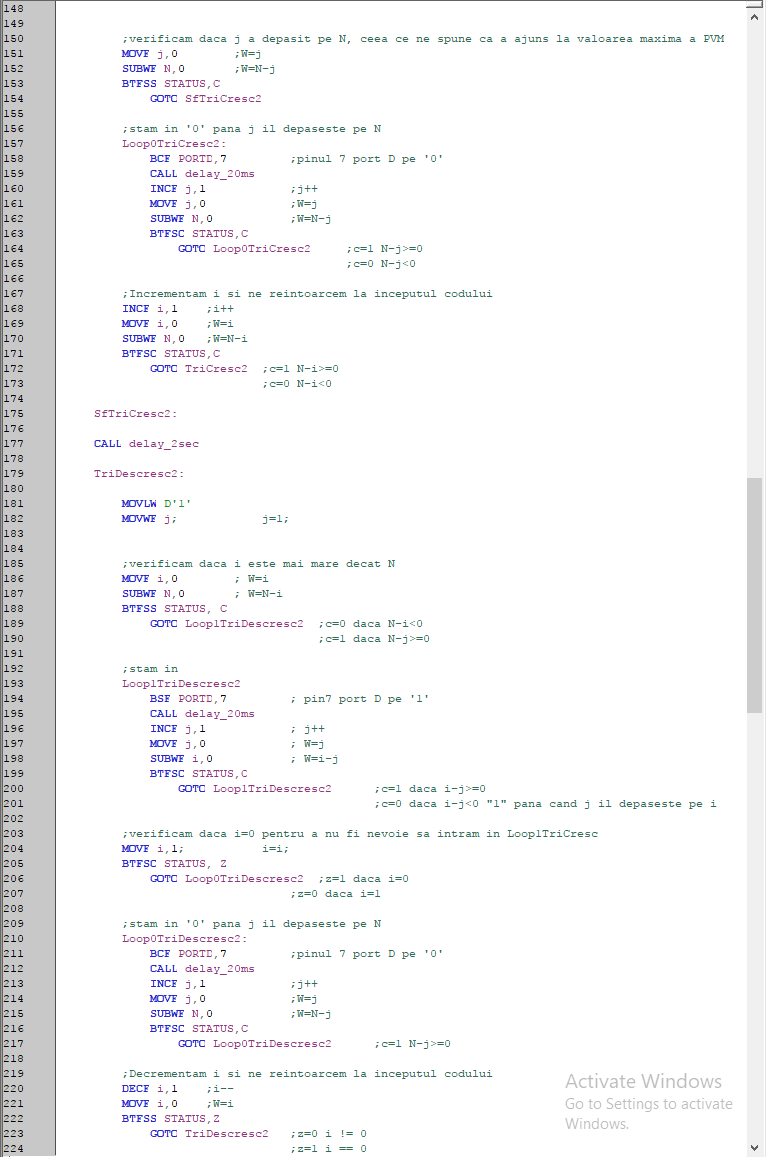 148
149
150 ;verificam daca j a depasit pe N, ceea ce ne spune ca a ajuns la valoarea maxima a PVM
151 MOVF j,0 ;W=j
152 SUBWF N,0 ;W=N-j
153 BTFSS STATUS,C
154 GOTO SfTriCresc2
155
156 ;stam in '0' pana j il depaseste pe N
157 Loop0TriCresc2:
158 BCF PORTD,7 ;pinul 7 port D pe '0'
159 CALL delay_20ms
160 INCF j,1 ;j++
161 MOVF j,0 ;W=j
162 SUBWF N,0 ;W=N-j
163 BTFSC STATUS,C
164 GOTO Loop0TriCresc2 ;c=1 N-j>=0
165 ;c=0 N-j<0
166
167 ;Incrementam i si ne reintoarcem la inceputul codului
168 INCF i,1 ;i++
169 MOVF i,0 ;W=i
170 SUBWF N,0 ;W=N-i
171 BTFSC STATUS,C
172 GOTO TriCresc2 ;c=1 N-i>=0
173 ;c=0 N-i<0
174
175 SfTriCresc2:
176
177 CALL delay_2sec
178
179 TriDescresc2:
180
181 MOVLW D'1'
182 MOVWF j; j=1;
183
184
185 ;verificam daca i este mai mare decat N
186 MOVF i,0 ; W=i
187 SUBWF N,0 ; W=N-i
188 BTFSS STATUS, C
189 GOTO Loop1TriDescresc2 ;c=0 daca N-i<0
190 ;c=1 daca N-j>=0
191
192 ;stam in
193 Loop1TriDescresc2
194 BSF PORTD,7 ; pin7 port D pe '1'
195 CALL delay_20ms
196 INCF j,1 ; j++
197 MOVF j,0 ; W=j
198 SUBWF i,0 ; W=i-j
199 BTFSC STATUS,C
200 GOTO Loop1TriDescresc2 ;c=1 daca i-j>=0
201 ;c=0 daca i-j<0 "1" pana cand j il depaseste pe i
202
203 ;verificam daca i=0 pentru a nu fi nevoie sa intram in Loop1TriCresc
204 MOVF i,1; i=i;
205 BTFSC STATUS, Z
206 GOTO Loop0TriDescresc2 ;z=1 daca i=0
207 ;z=0 daca i=1
208
209 ;stam in '0' pana j il depaseste pe N
210 Loop0TriDescresc2:
211 BCF PORTD,7 ;pinul 7 port D pe '0'
212 CALL delay_20ms
213 INCF j,1 ;j++
214 MOVF j,0 ;W=j
215 SUBWF N,0 ;W=N-j
216 BTFSC STATUS,C
217 GOTO Loop0TriDescresc2 ;c=1 N-j>=0
218
219 ;Decrementam i si ne reintoarcem la inceputul codului
220 DECF i,1 ;i--
221 MOVF i,0 ;W=i
222 BTFSS STATUS,Z
223 GOTO TriDescresc2 ;z=0 i != 0
224 ;z=1 i == 0
Activate Windows
Go to Settings to activate
Windows.